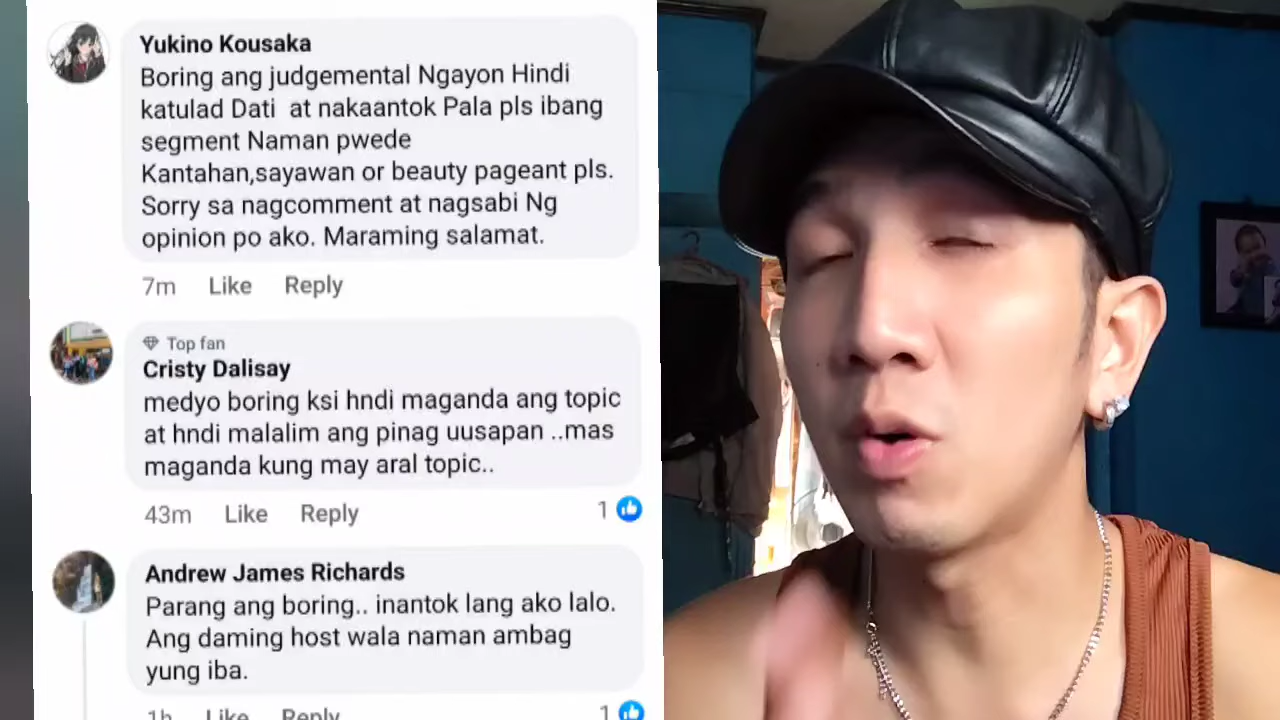 Yukino Kousaka
Boring ang judgemental Ngayon Hindi
katulad Dati at nakaantok Pala pls ibang
segment Naman pwede
Kantahan,sayawan or beauty pageant pls.
Sorry sa nagcomment at nagsabi Ng
opinion po ako. Maraming salamat.
7m Like Reply
Top fan
Cristy Dalisay
medyo boring ksi hndi maganda ang topic
at hndi malalim ang pinag uusapan ..mas
maganda kung may aral topic..
43m Like Reply 1
Andrew James Richards
Parang ang boring.. inantok lang ako lalo.
Ang daming host wala naman ambag
yung iba.
1h Like Reply 1